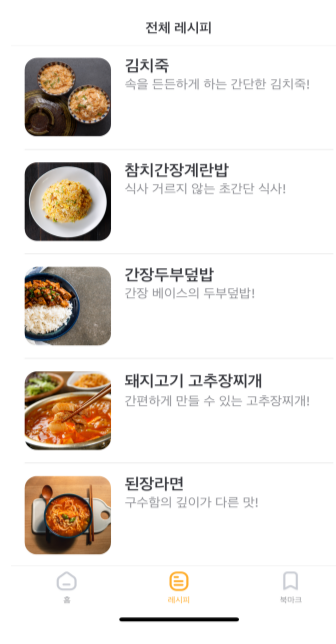 전체 레시피
김치죽
속을 든든하게 하는 간단한 김치죽!
참치간장계란밥
식사 거르지 않는 초간단 식사!
간장두부덮밥
간장 베이스의 두부덮밥!
돼지고기 고추장찌개
간편하게 만들 수 있는 고추장찌개!
된장라면
구수함의 깊이가 다른 맛!
홈
레시피
북마크